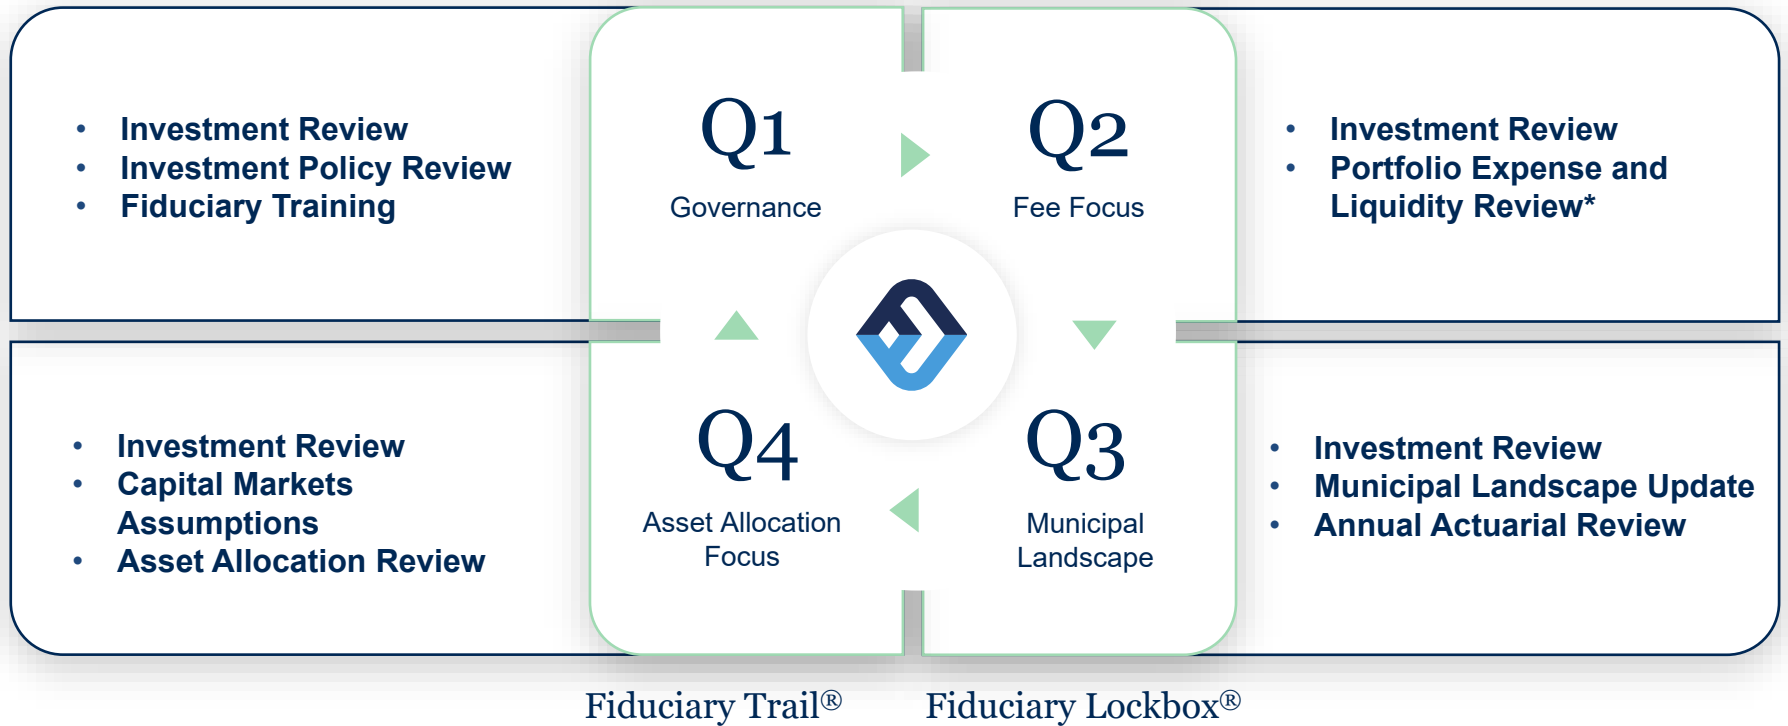 • Investment Review
• Investment Policy Review
• Fiduciary Training
Q1
Governance
Q2
Fee Focus
• Investment Review
• Portfolio Expense and
Liquidity Review*
• Investment Review
• Capital Markets
Assumptions
• Asset Allocation Review
Q4
Asset Allocation
Focus
Q3
Municipal
Landscape
• Investment Review
• Municipal Landscape Update
• Annual Actuarial Review
Fiduciary Trail®
Fiduciary Lockbox®